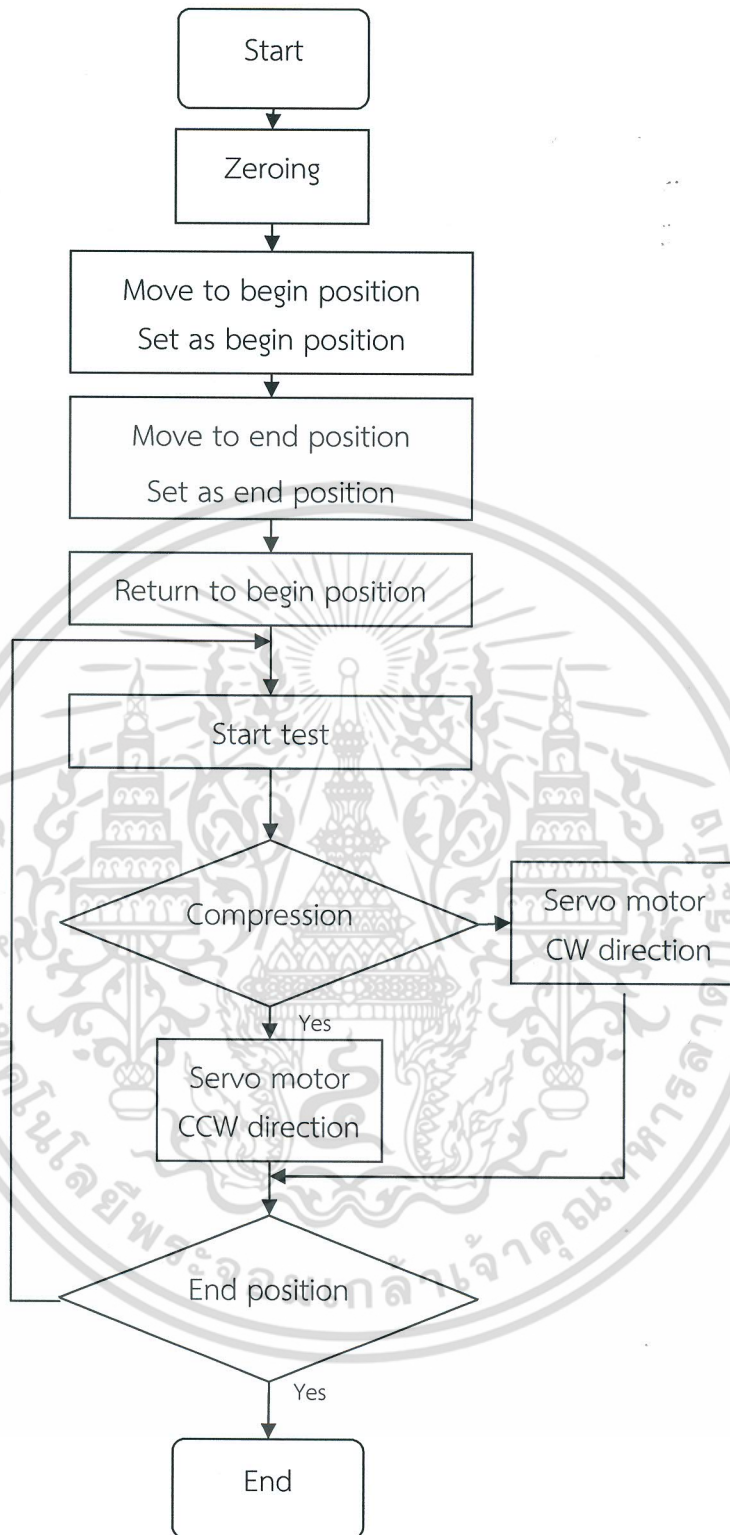 Start
Zeroing
Move to begin position
Set as begin position
Move to end position
Set as end position
Return to begin position
Start test
Compression
Servo motor
CW direction
Yes
Servo motor
CCW direction
End position
Yes
End